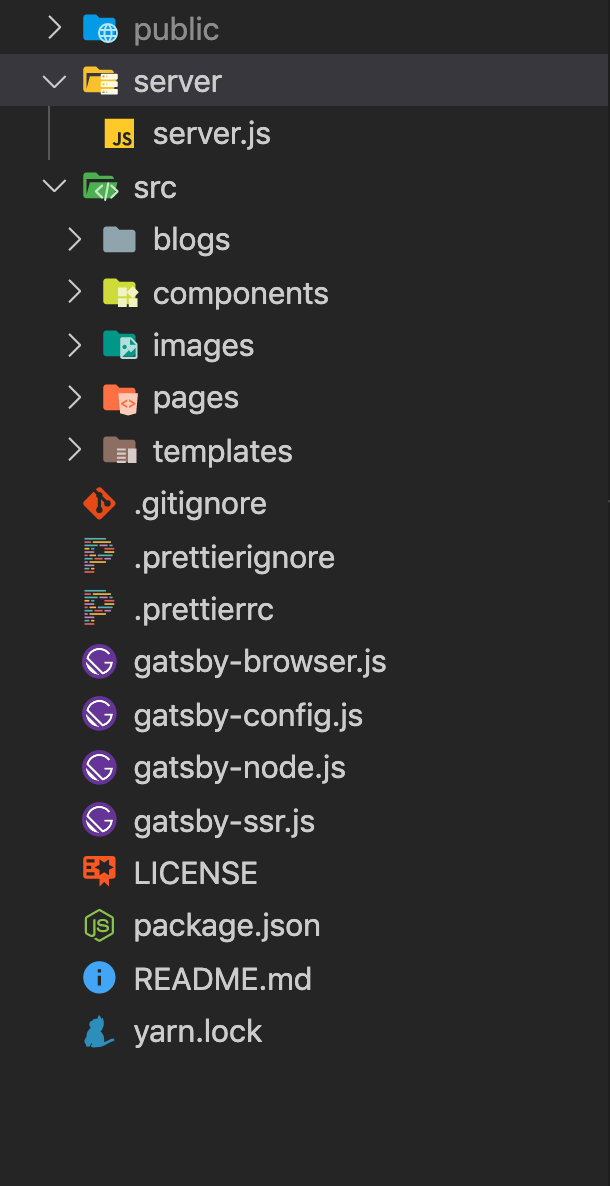 public
server
server.js
src
blogs
components
images
pages
templates
.gitignore
.prettierignore
.prettierrc
gatsby-browser.js
gatsby-config.js
gatsby-node.js
gatsby-ssr.js
LICENSE
package.json
README.md
yarn.lock